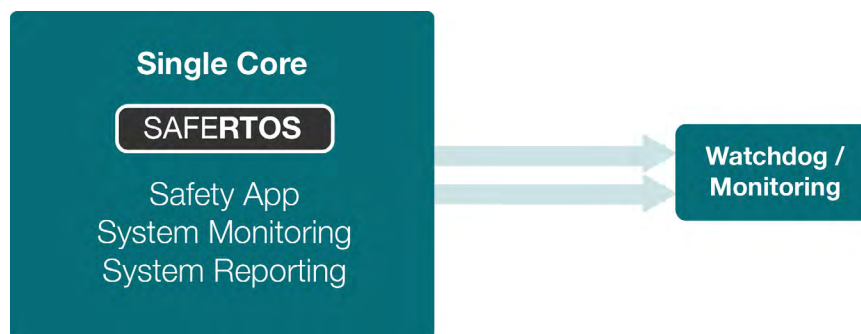 Single Core
SAFERTOS
Safety App
System Monitoring
System Reporting
Watchdog /
Monitoring